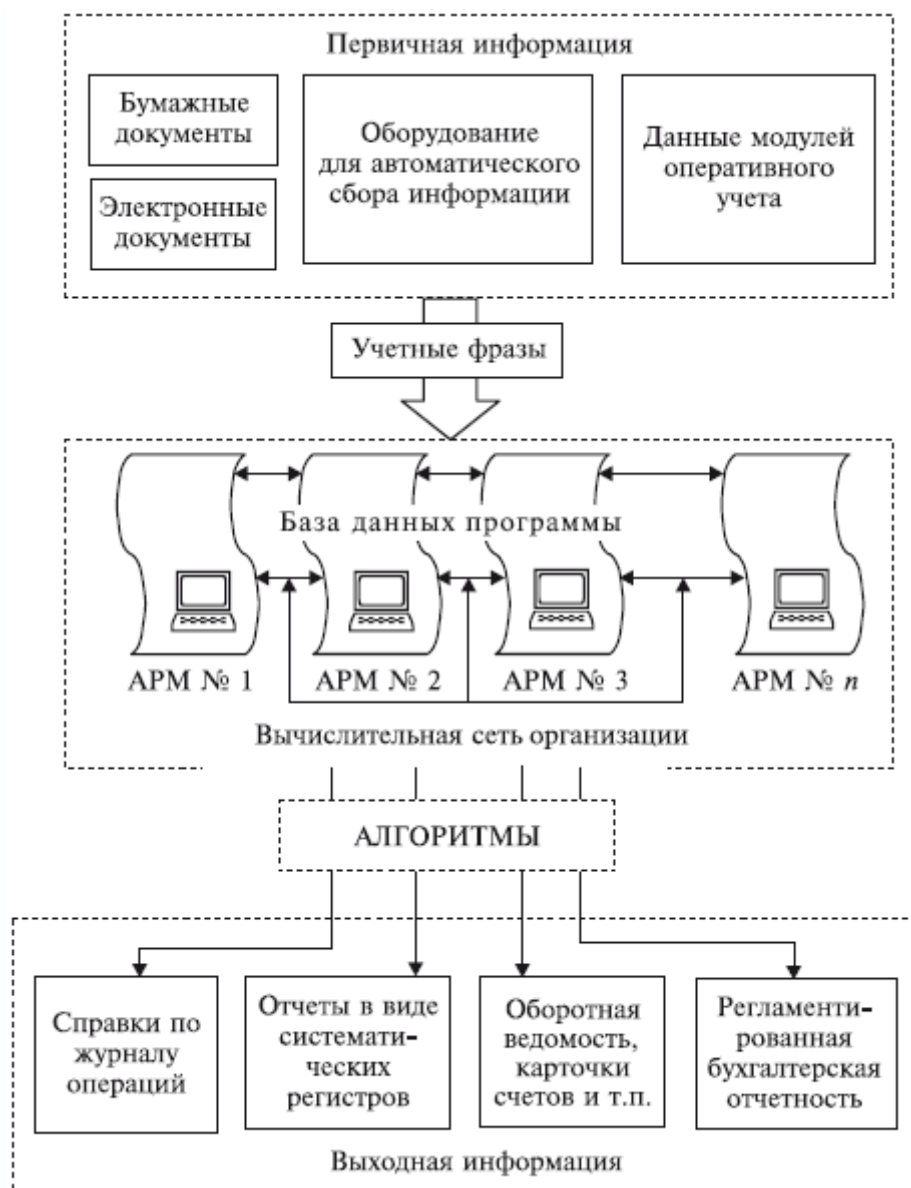 Первичная информация
Бумажные
документы
Электронные
документы
Оборудование
для автоматического
сбора информации
Данные модулей
оперативного
учета
Учетные фразы
База данных программы
АРМ № 1
АРМ № 2
АРМ № 3
АРМ № n
Вычислительная сеть организации
АЛГОРИТМЫ
Справки по
журналу
операций
Отчеты в виде
системати-
ческих
регистров
Оборотная
ведомость,
карточки
счетов и т.п.
Регламенти-
рованная
бухгалтерская
отчетность
Выходная информация